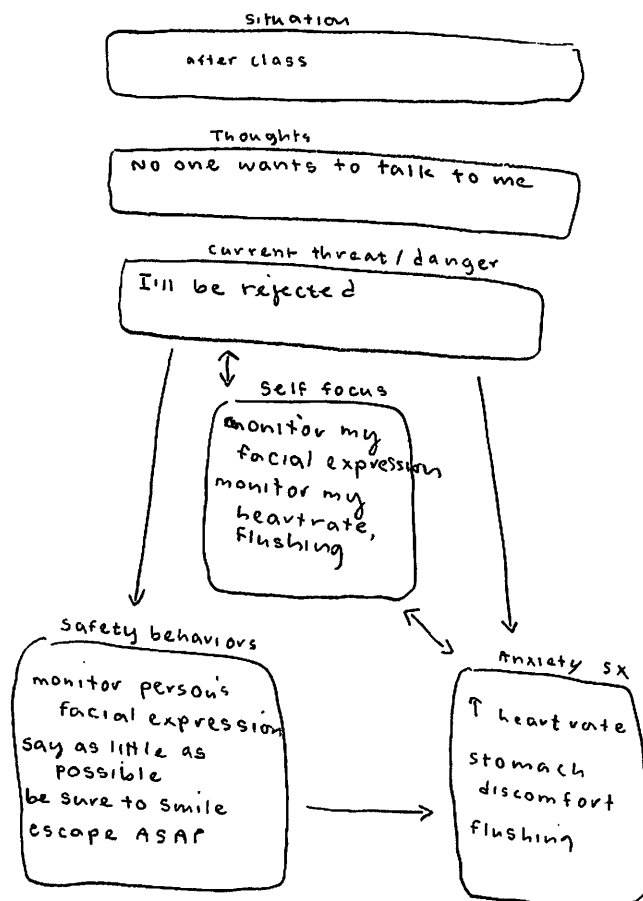 situation
after class
Thoughts
No one wants to talk to me
current threat/danger
I'll be rejected
Self focus
monitor my
facial expression
monitor my
heartrate,
flushing
Safety behaviors
monitor person's
facial expression
say as little as
possible
be sure to smile
escape ASAP
Anxiety sx
↑ heartrate
stomach
discomfort
flushing